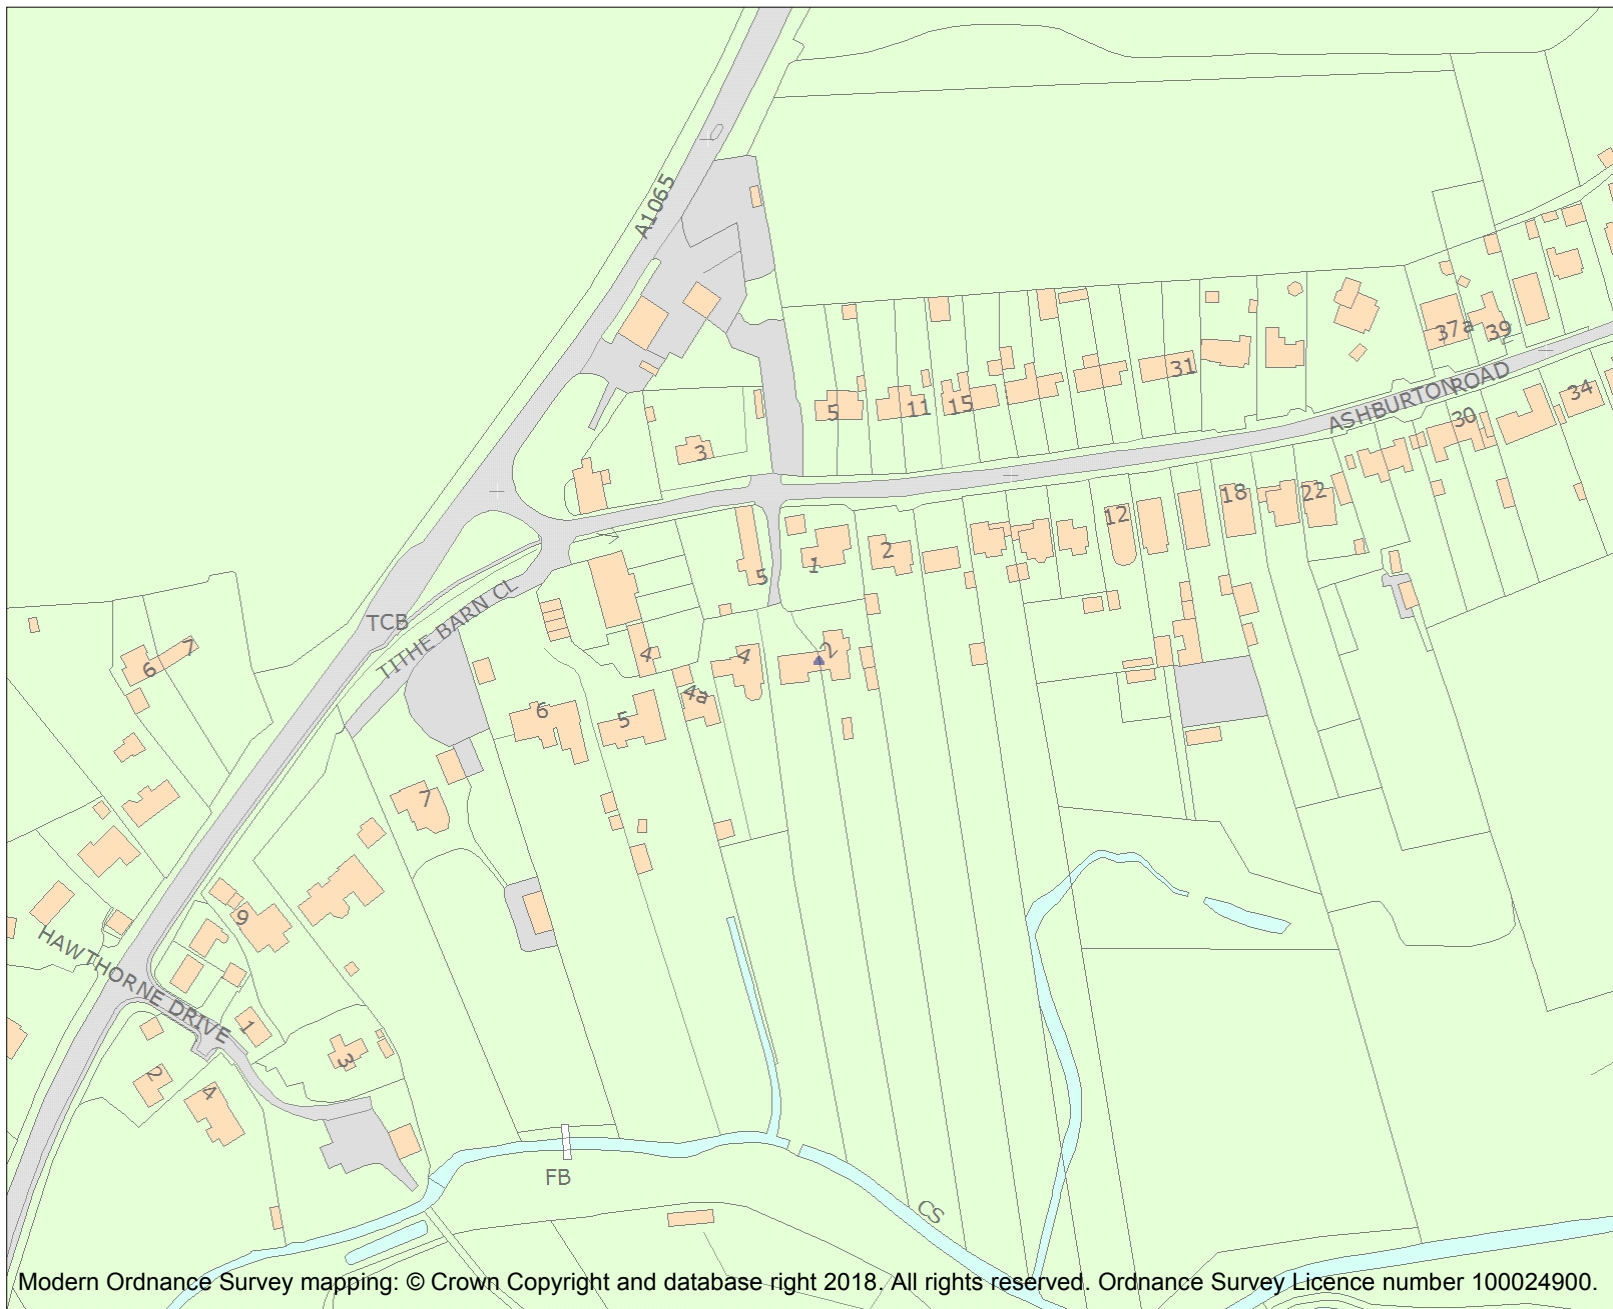 A1065
37a
39
31
ASHBURTON ROAD
34
5
11
15
30
3
22
18
12
2
1
5
TCB
TITHE BARN CL
6
7
4
4
2
4a
6
5
7
9
HAWTHORNE DRIVE
1
3
2
4
FB
CS
Modern Ordnance Survey mapping: © Crown Copyright and database right 2018. All rights reserved. Ordnance Survey Licence number 100024900.